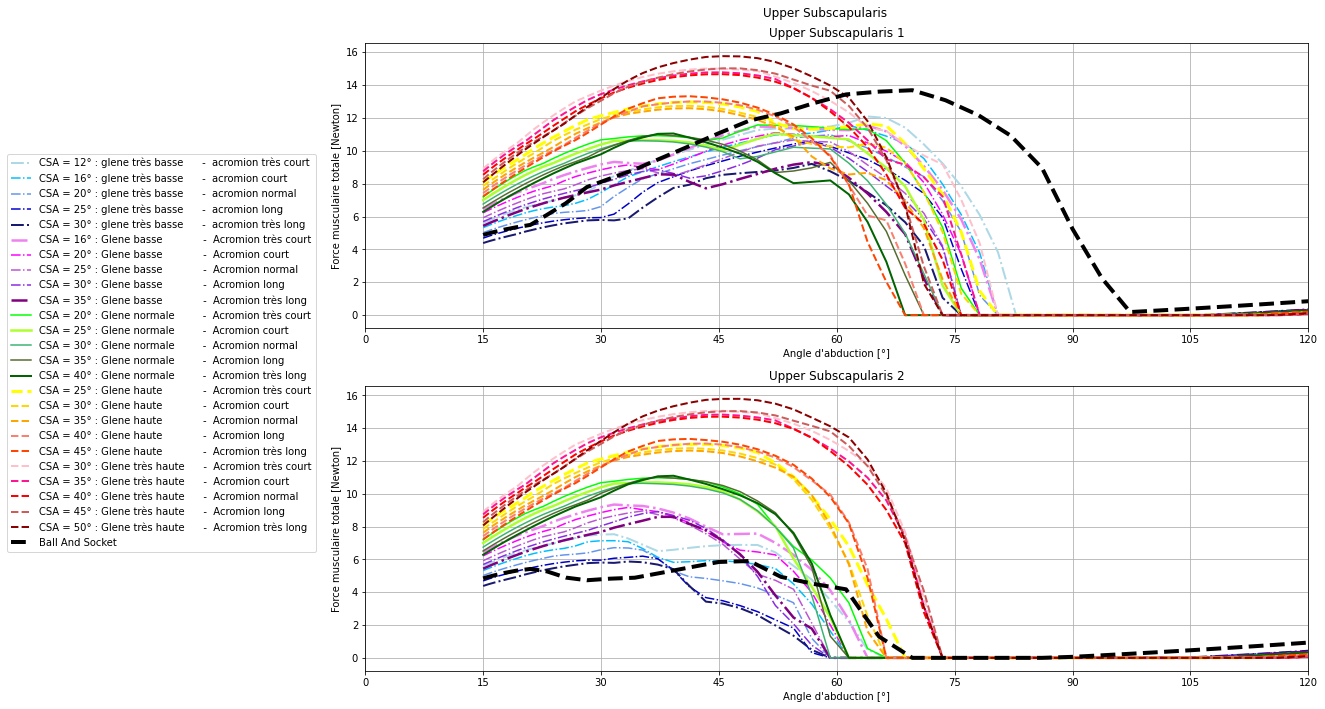 Upper Subscapularis
Upper Subscapularis 1
16
14
12
10
8
6
4
2
0
Force musculaire totale [Newton]
0 15 30 45 60 75 90 105 120
Angle d'abduction [°]
CSA = 12° : glene très basse - acromion très court
CSA = 16° : glene très basse - acromion court
CSA = 20° : glene très basse - acromion normal
CSA = 25° : glene très basse - acromion long
CSA = 30° : glene très basse - acromion très long
CSA = 16° : Glene basse - Acromion très court
CSA = 20° : Glene basse - Acromion court
CSA = 25° : Glene basse - Acromion normal
CSA = 30° : Glene basse - Acromion long
CSA = 35° : Glene basse - Acromion très long
CSA = 20° : Glene normale - Acromion très court
CSA = 25° : Glene normale - Acromion court
CSA = 30° : Glene normale - Acromion normal
CSA = 35° : Glene normale - Acromion long
CSA = 40° : Glene normale - Acromion très long
CSA = 25° : Glene haute - Acromion très court
CSA = 30° : Glene haute - Acromion court
CSA = 35° : Glene haute - Acromion normal
CSA = 40° : Glene haute - Acromion long
CSA = 45° : Glene haute - Acromion très long
CSA = 30° : Glene très haute - Acromion très court
CSA = 35° : Glene très haute - Acromion court
CSA = 40° : Glene très haute - Acromion normal
CSA = 45° : Glene très haute - Acromion long
CSA = 50° : Glene très haute - Acromion très long
Ball And Socket
Upper Subscapularis 2
16
14
12
10
8
6
4
2
0
Force musculaire totale [Newton]
0 15 30 45 60 75 90 105 120
Angle d'abduction [°]